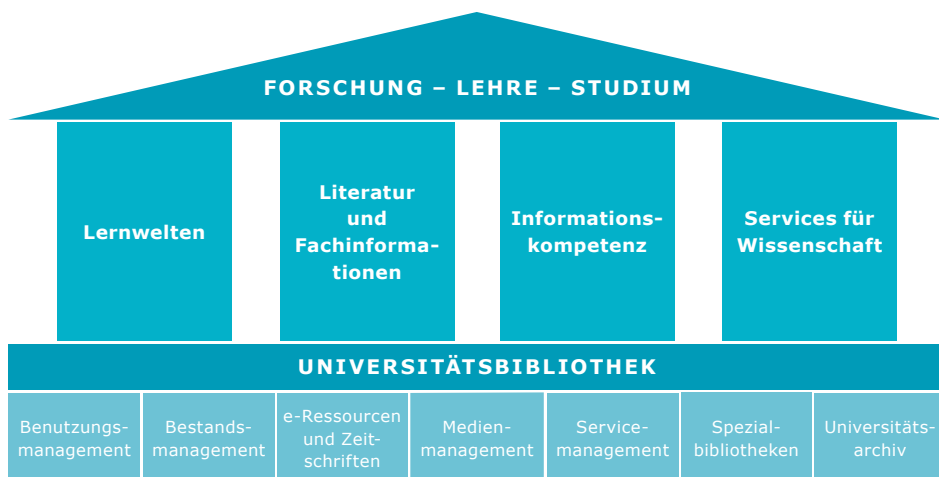 FORSCHUNG – LEHRE – STUDIUM
Lernwelten
Literatur
und
Fachinforma-
tionen
Informations-
kompetenz
Services für
Wissenschaft
UNIVERSITÄTSBIBLIOTHEK
Benutzungs-
management
Bestands-
management
e-Ressourcen
und Zeit-
schriften
Medien-
management
Service-
management
Spezial-
bibliotheken
Universitäts-
archiv